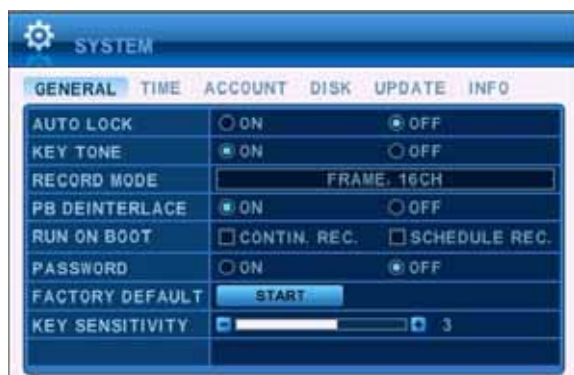 SYSTEM
GENERAL TIME ACCOUNT DISK UPDATE INFO
AUTO LOCK ON OFF
KEY TONE ON OFF
RECORD MODE FRAME, 16CH
PB DEINTERLACE ON OFF
RUN ON BOOT CONTIN. REC. SCHEDULE REC.
PASSWORD ON OFF
FACTORY DEFAULT START
KEY SENSITIVITY - + 3